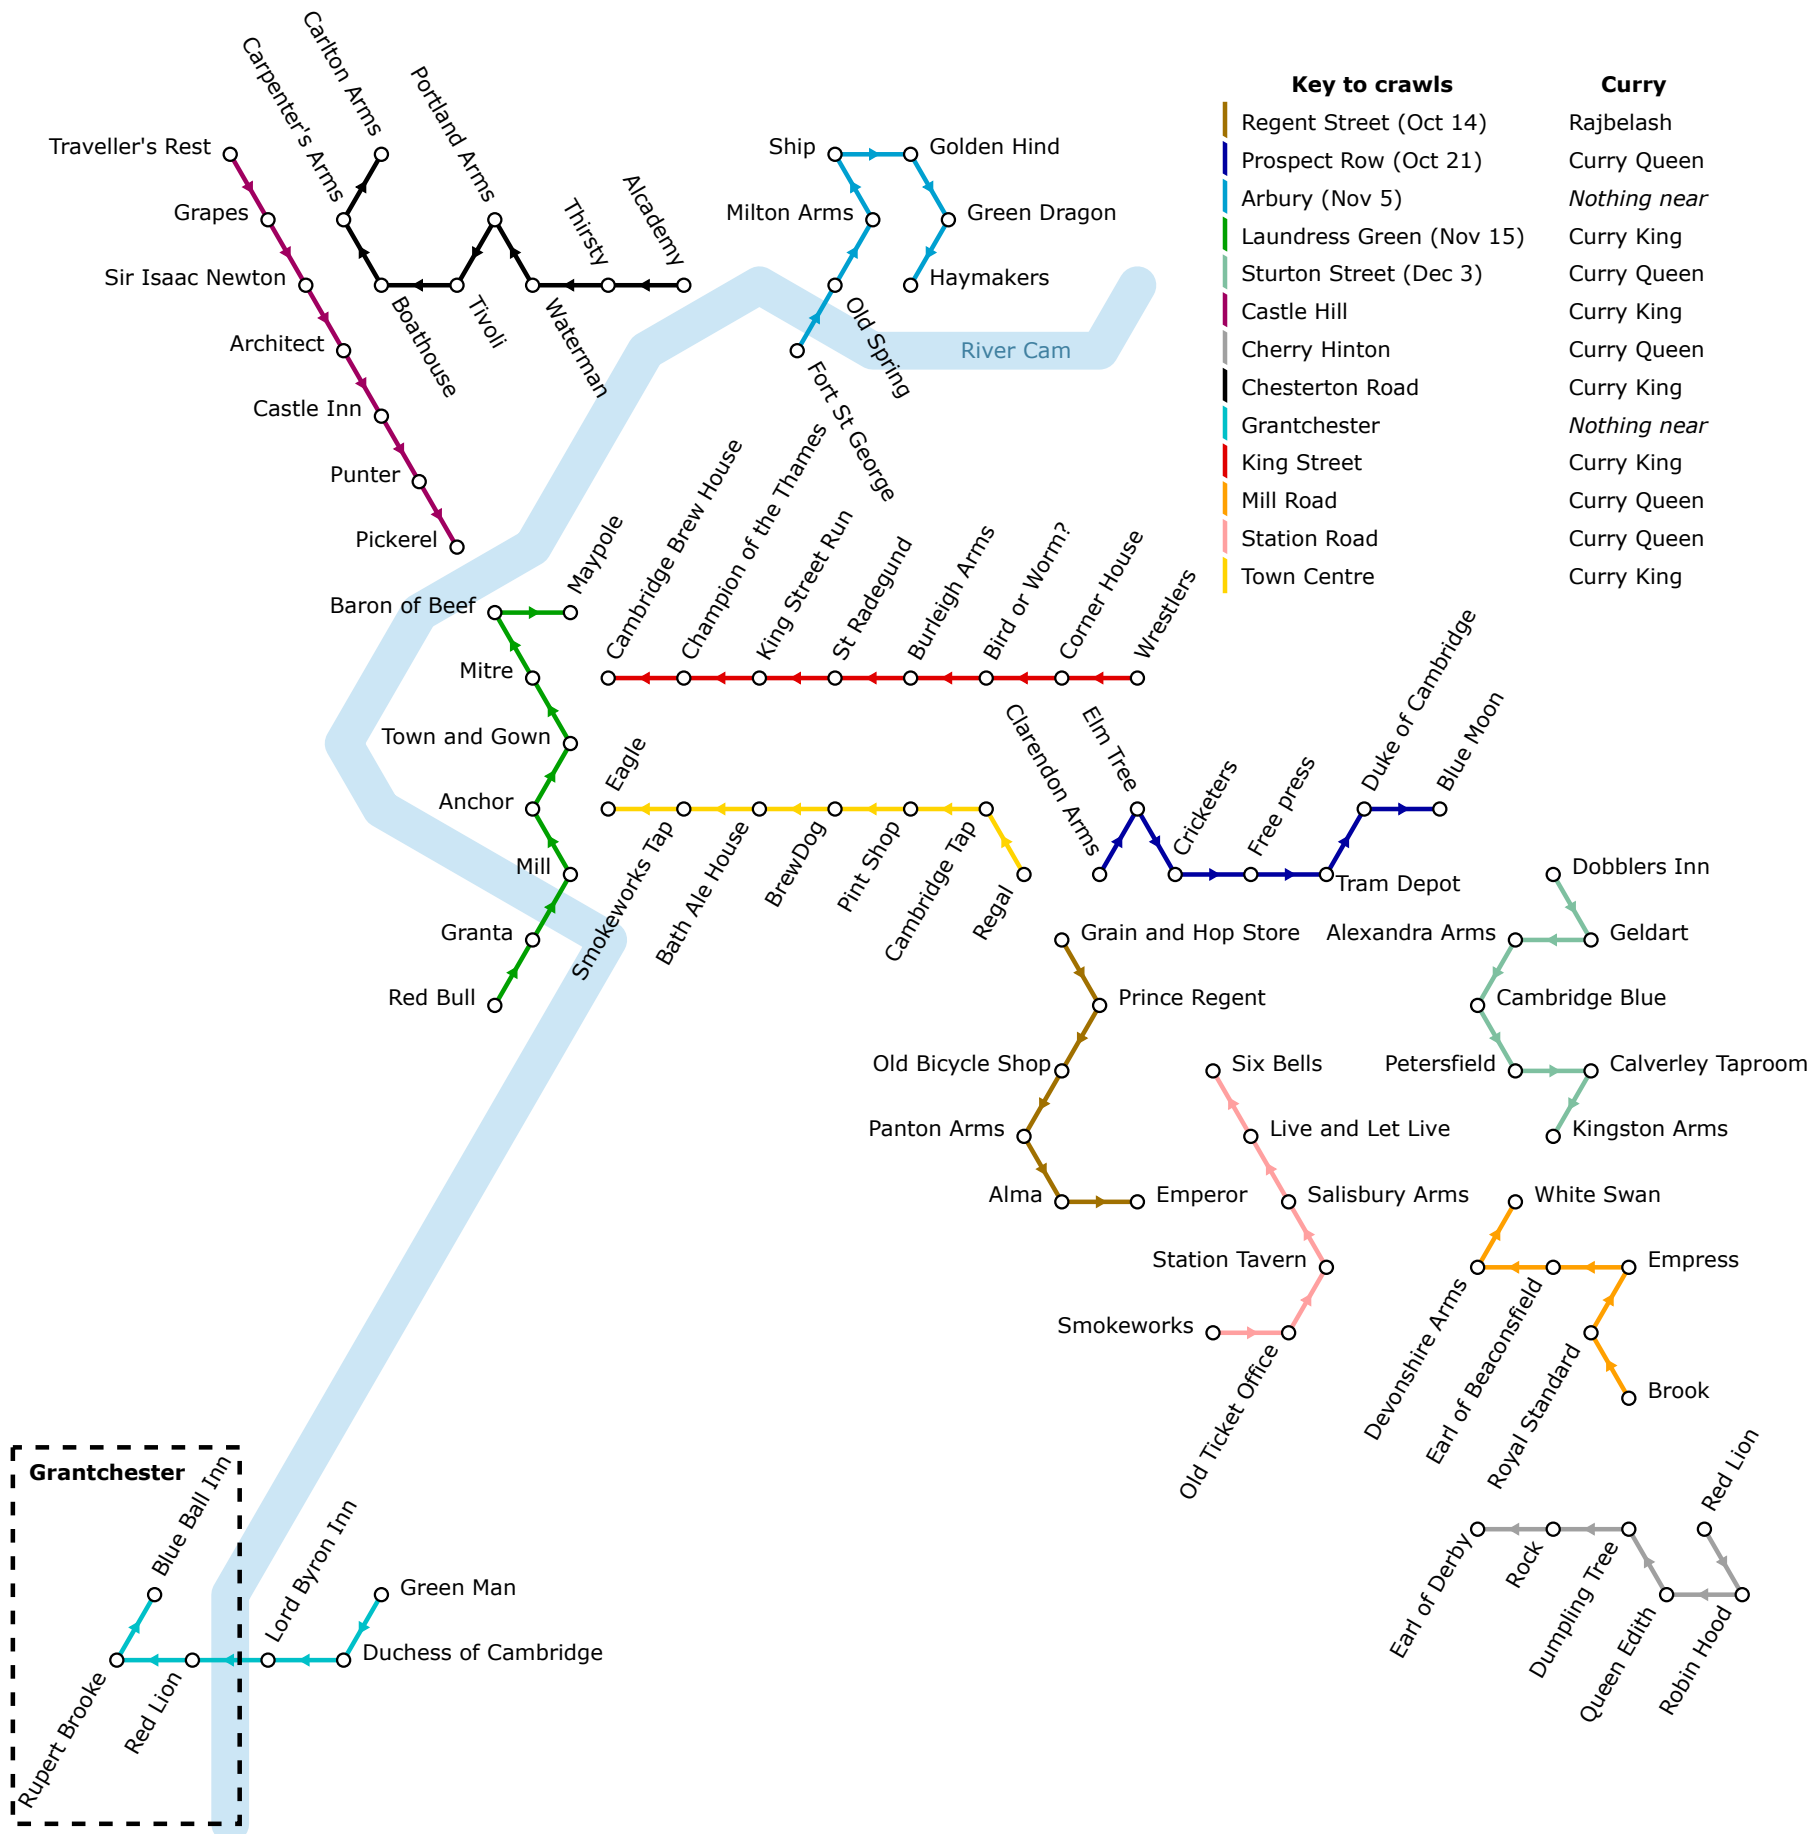 Key to crawls Curry
Regent Street (Oct 14) Rajbelash
Prospect Row (Oct 21) Curry Queen
Arbury (Nov 5) Nothing near
Laundress Green (Nov 15) Curry King
Sturton Street (Dec 3) Curry Queen
Castle Hill Curry King
Cherry Hinton Curry Queen
Chesterton Road Curry King
Grantchester Nothing near
King Street Curry King
Mill Road Curry Queen
Station Road Curry Queen
Town Centre Curry King
Traveller's Rest
Grapes
Sir Isaac Newton
Architect
Castle Inn
Punter
Pickerel
Carlton Arms
Carpenter's Arms
Boathouse
Tivoli
Portland Arms
Waterman
Thirsty
Alcademy
Ship
Golden Hind
Milton Arms
Green Dragon
Haymakers
Old Spring
Fort St George
River Cam
Baron of Beef
Maypole
Mitre
Town and Gown
Anchor
Mill
Granta
Red Bull
Cambridge Brew House
Champion of the Thames
King Street Run
St Radegund
Burleigh Arms
Bird or Worm?
Corner House
Wrestlers
Eagle
Smokeworks Tap
Bath Ale House
BrewDog
Pint Shop
Cambridge Tap
Regal
Clarendon Arms
Elm Tree
Cricketers
Free press
Tram Depot
Duke of Cambridge
Blue Moon
Dobblers Inn
Geldart
Alexandra Arms
Cambridge Blue
Petersfield
Calverley Taproom
Kingston Arms
Grain and Hop Store
Prince Regent
Old Bicycle Shop
Panton Arms
Alma
Emperor
Six Bells
Live and Let Live
Salisbury Arms
Station Tavern
Smokeworks
Old Ticket Office
White Swan
Devonshire Arms
Earl of Beaconsfield
Empress
Royal Standard
Brook
Red Lion
Robin Hood
Queen Edith
Dumpling Tree
Rock
Earl of Derby
Grantchester
Blue Ball Inn
Rupert Brooke
Red Lion
Lord Byron Inn
Green Man
Duchess of Cambridge